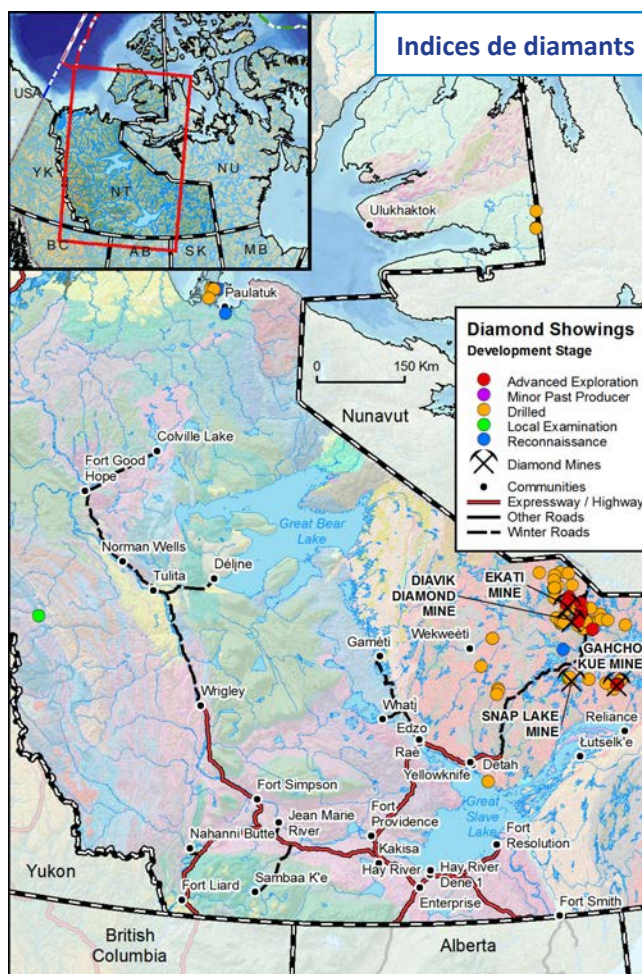 Indices de diamants
USA
YK
NT
NU
BC
AB
SK
MB
Ulukhaktok
Paulatuk
0
150 Km
Nunavut
Diamond Showings
Development Stage
Advanced Exploration
Minor Past Producer
Drilled
Local Examination
Reconnaissance
Diamond Mines
Communities
Expressway / Highway
Other Roads
Winter Roads
Colville Lake
Fort Good
Hope
Great Bear
Lake
Norman Wells
Tulita
Délįne
DIAVIK
DIAMOND
MINE
EKATI
MINE
Gamètì
Wekweètì
GAHCHO
KUE MINE
Wrigley
Whatì
Edzo
Rae
SNAP LAKE
MINE
Reliance
Łutselk'e
Detah
Yellowknife
Fort Simpson
Jean Marie
River
Fort
Providence
Great
Slave
Lake
Nahanni Butte
Kakisa
Fort
Resolution
Hay River
Hay River
Dene 1
Sambaa K'e
Yukon
Fort Liard
Enterprise
Fort Smith
British
Columbia
Alberta